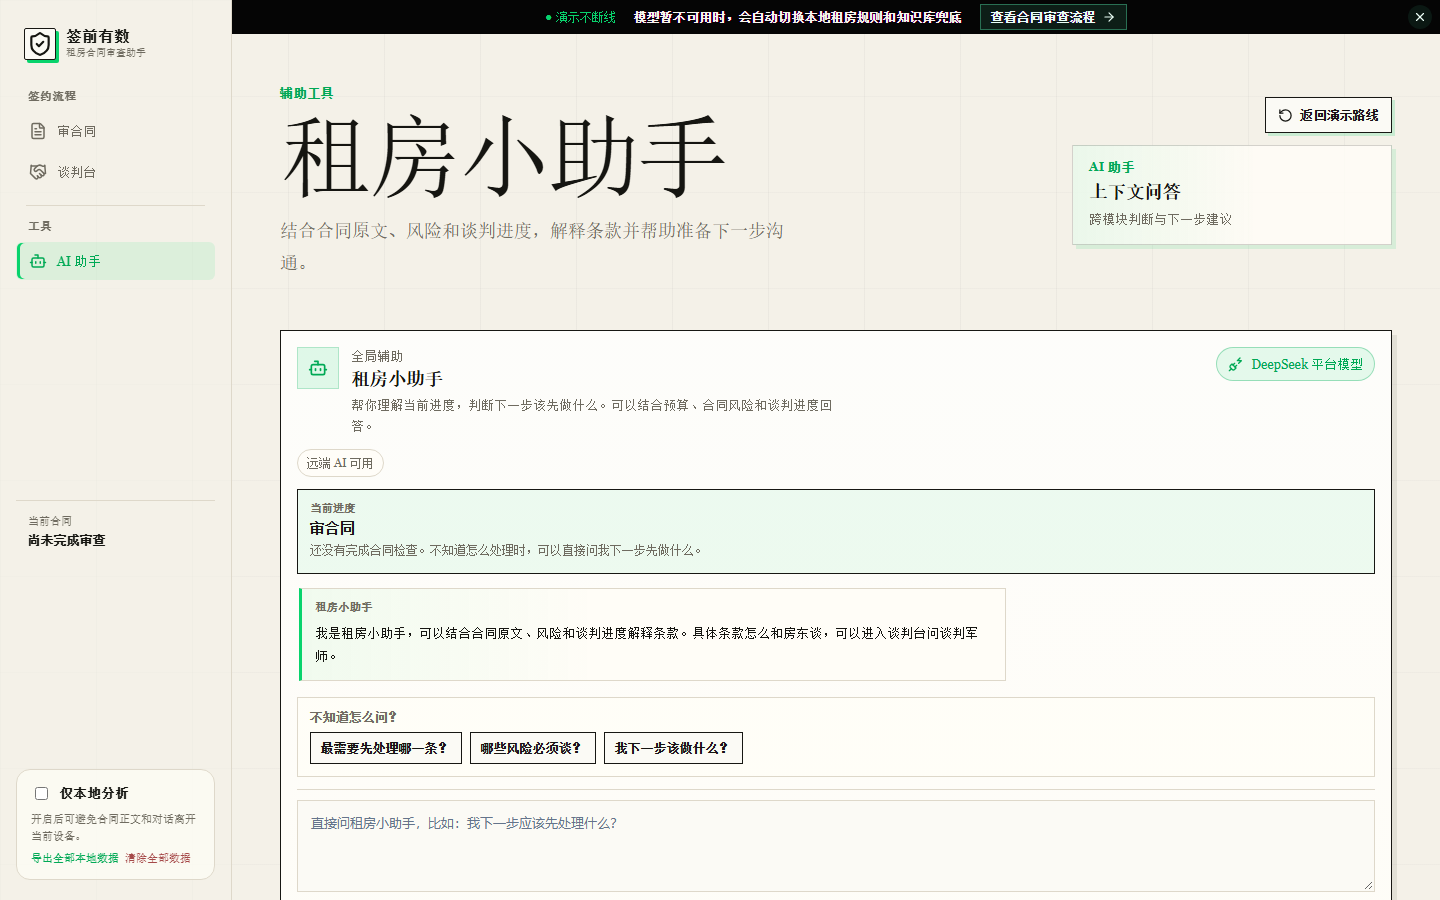 签前有数
租房合同审签助手
签约流程
审合同
谈判台
工具
AI 助手
当前合同
尚未完成审查
仅本地分析
开启后可避免合同正文和对话离开
当前设备。
导出全部本地数据 清除全部数据
演示不断线 模型暂不可用时，会自动切换本地租房规则和知识库兜底 查看合同审查流程
辅助工具
租房小助手
结合合同原文、风险和谈判进度，解释条款并帮助准备下一步沟
通。
返回演示路线
AI 助手
上下文问答
跨模块判断与下一步建议
全局辅助
租房小助手
帮你理解当前进度，判断下一步该先做什么。可以结合预算、合同风险和谈判进度回
答。
DeepSeek 平台模型
远端 AI 可用
当前进度
审合同
还没有完成合同检查。不知道怎么处理时，可以直接问我下一步先做什么。
租房小助手
我是租房小助手，可以结合合同原文、风险和谈判进度解释条款。具体条款怎么和房东谈，可以进入谈判台问谈判军
师。
不知道怎么问？
最需要先处理哪一条？ 哪些风险必须谈？ 我下一步该做什么？
直接问租房小助手，比如：我下一步应该先处理什么？